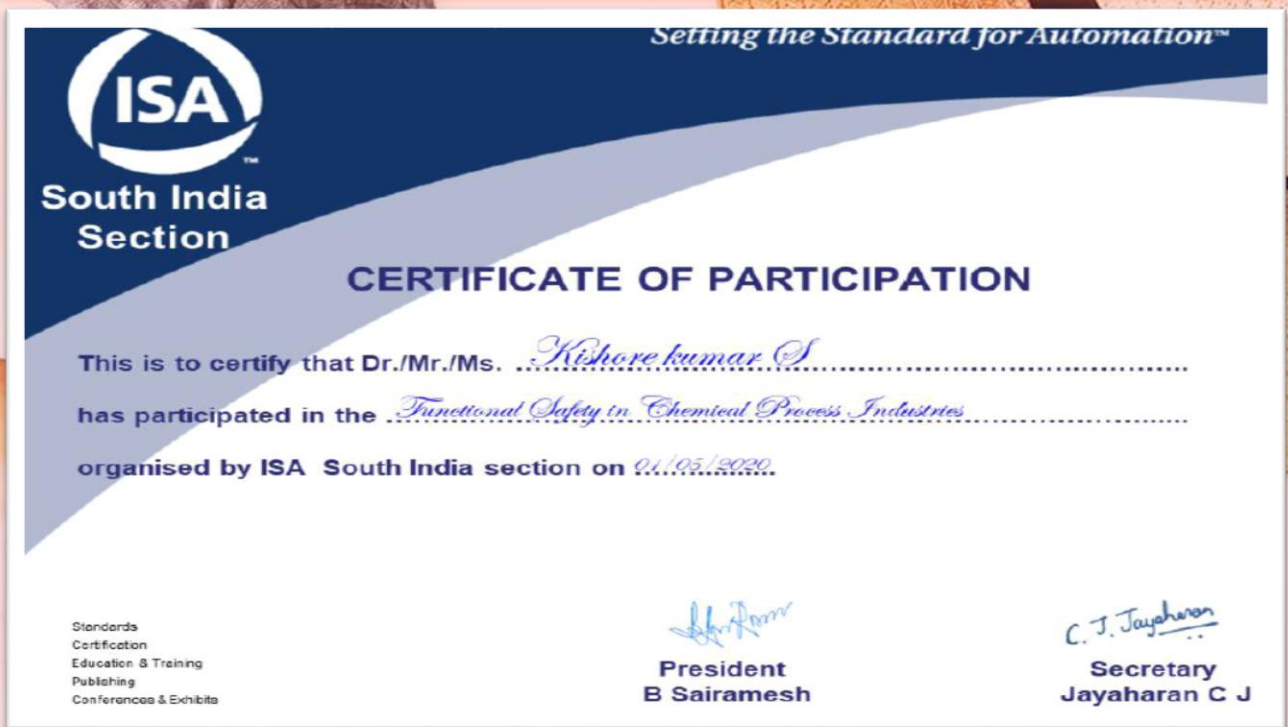 Setting the Standard for Automation™
ISA™
South India
Section
CERTIFICATE OF PARTICIPATION
This is to certify that Dr./Mr./Ms. Kishore kumar S
has participated in the Functional Safety in Chemical Process Industries
organised by ISA South India section on 01/05/2020
Standards
Certification
Education & Training
Publishing
Conferences & Exhibits
C. J. Jayaharan
President
B Sairamesh
Secretary
Jayaharan C J